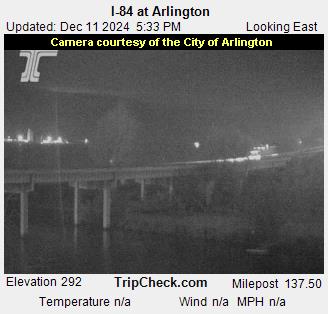 I-84 at Arlington
Updated: Dec 11 2024 5:33 PM Looking East
Camera courtesy of the City of Arlington
Elevation 292 TripCheck.com Milepost 137.50
Temperature n/a Wind n/a MPH n/a